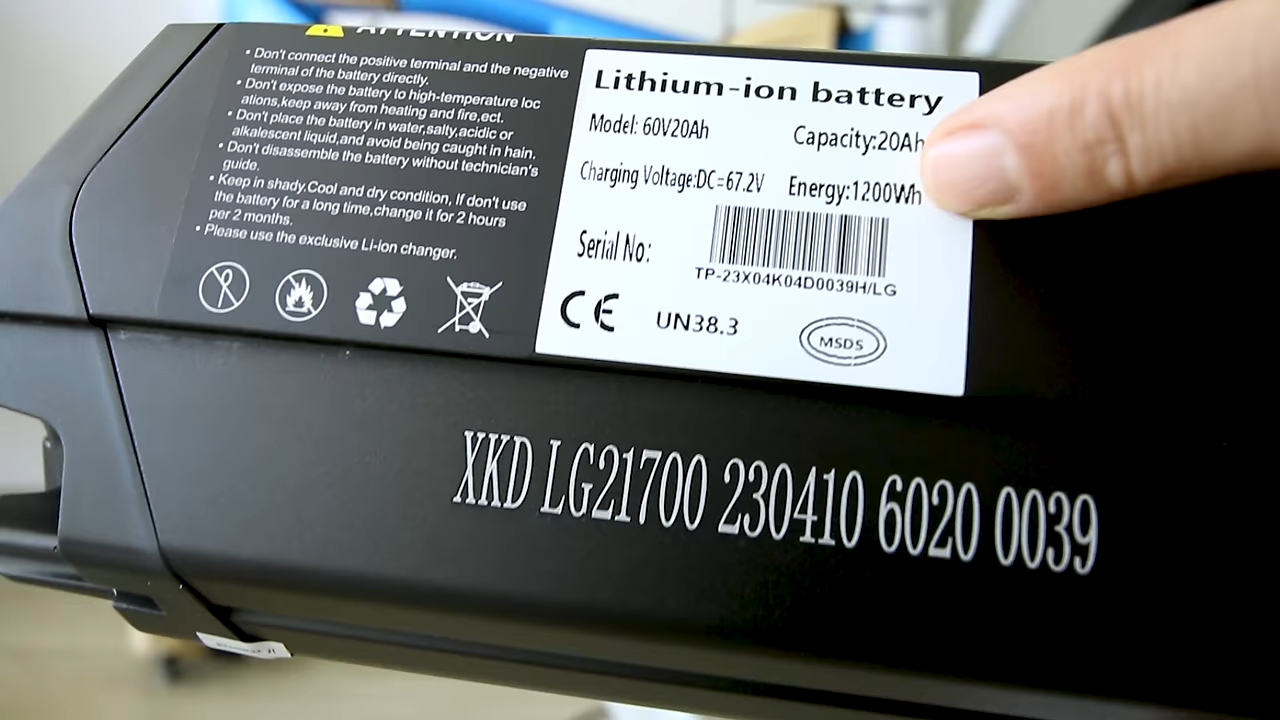 ATTENTION
• Don't connect the positive terminal and the negative
terminal of the battery directly.
• Don't expose the battery to high-temperature loc
ations,keep away from heating and fire,ect.
• Don't place the battery in water,salty,acidic or
alkalescent liquid,and avoid being caught in hain,
• Don't disassemble the battery without technician's
guide.
• Keep in shady.Cool and dry condition, If don't use
the battery for a long time,change it for 2 hours
per 2 months.
• Please use the exclusive Li-ion changer.
Lithium-ion battery
Model: 60V20Ah Capacity:20Ah
Charging Voltage:DC=67.2V Energy:1200Wh
Serial No:
TP-23X04K04D0039H/LG
CE UN38.3 MSDS
XKD LG21700 230410 6020 0039